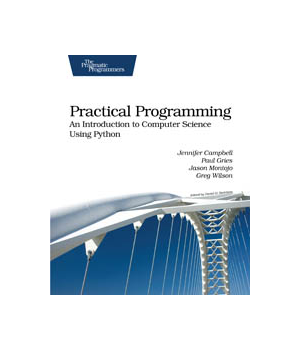 The
Pragmatic
Programmers
Practical Programming
An Introduction to Computer Science
Using Python
Jennifer Campbell
Paul Gries
Jason Montojo
Greg Wilson